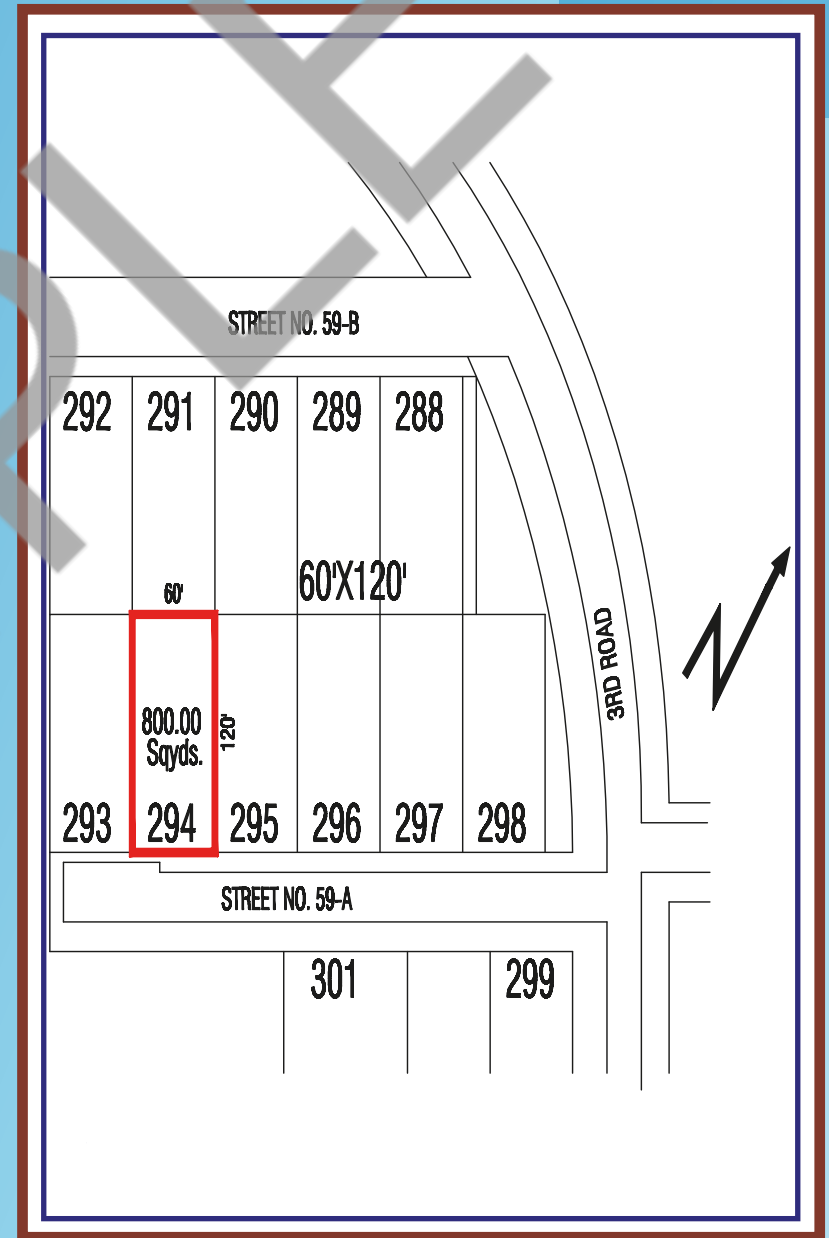 PLE
STREET NO. 59-B
292 291 290 289 288
60'X120'
60'
3RD ROAD
N
800.00
Sqyds.
120'
293 294 295 296 297 298
STREET NO. 59-A
301 299